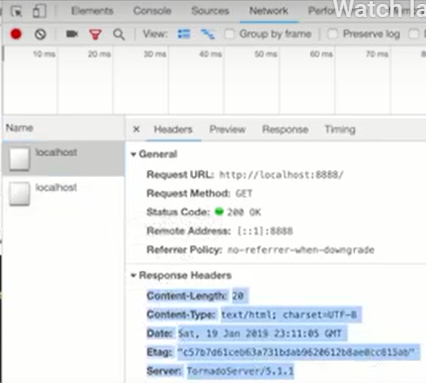 Elements Console Sources Network Perfor
Watch la
View: Group by frame Preserve log
10 ms 20 ms 30 ms 40 ms 50 ms 60 ms 70 ms
Name
Headers Preview Response Timing
localhost
localhost
General
Request URL: http://localhost:8888/
Request Method: GET
Status Code: 200 OK
Remote Address: [::1]:8888
Referrer Policy: no-referrer-when-downgrade
Response Headers
Content-Length: 20
Content-Type: text/html; charset=UTF-8
Date: Sat, 19 Jan 2019 23:11:05 GMT
Etag:
Server: TornadoServer/5.1.1